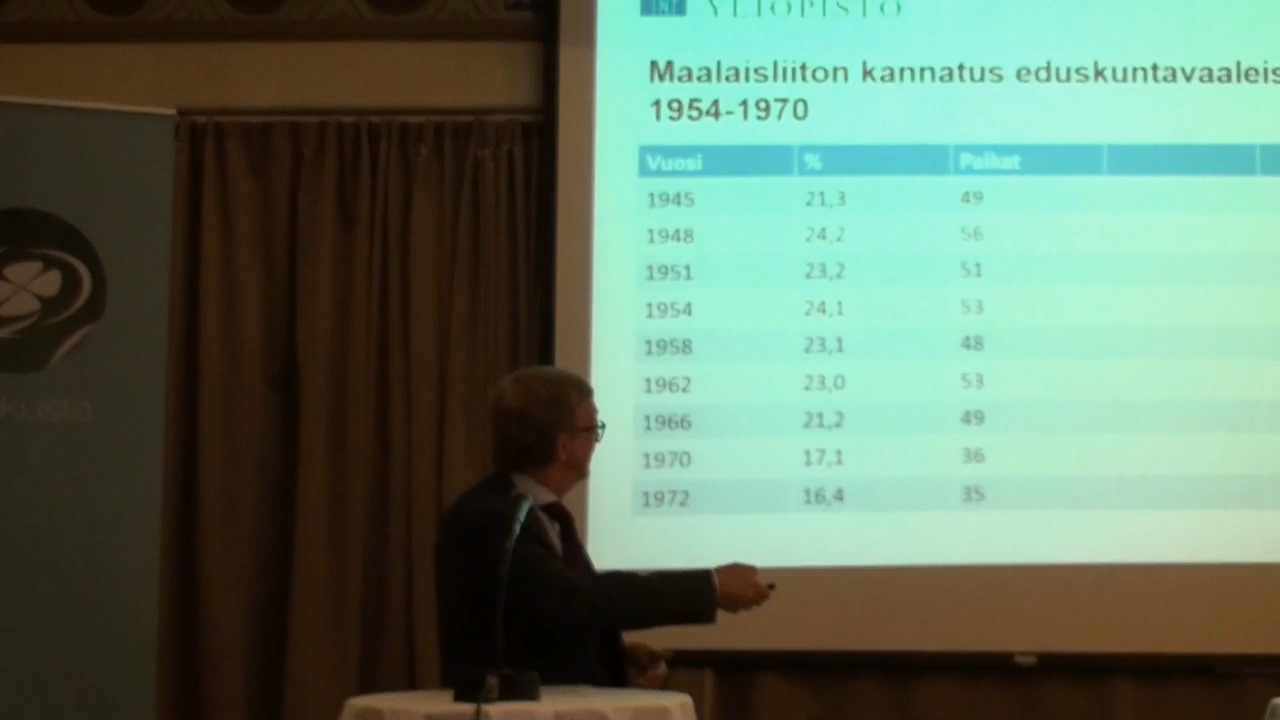 YLIOPISTO
Maalaisliiton kannatus eduskuntavaaleis
1954-1970
Vuosi % Paikat
1945 21,3 49
1948 24,2 56
1951 23,2 51
1954 24,1 53
1958 23,1 48
1962 23,0 53
1966 21,2 49
1970 17,1 36
1972 16,4 35